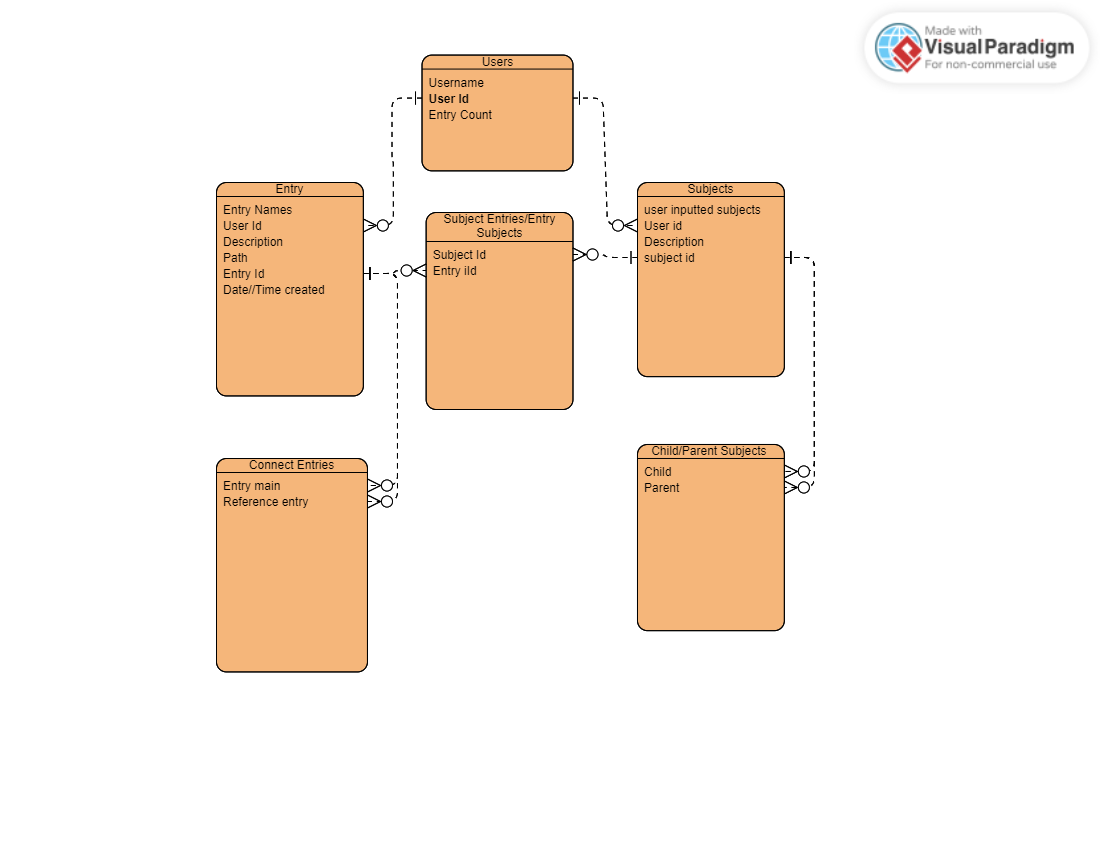 Made with
Visual Paradigm
For non-commercial use
Users
Username
User Id
Entry Count
Entry
Entry Names
User Id
Description
Path
Entry Id
Date//Time created
Subject Entries/Entry
Subjects
Subject Id
Entry iId
Subjects
user inputted subjects
User id
Description
subject id
Connect Entries
Entry main
Reference entry
Child/Parent Subjects
Child
Parent